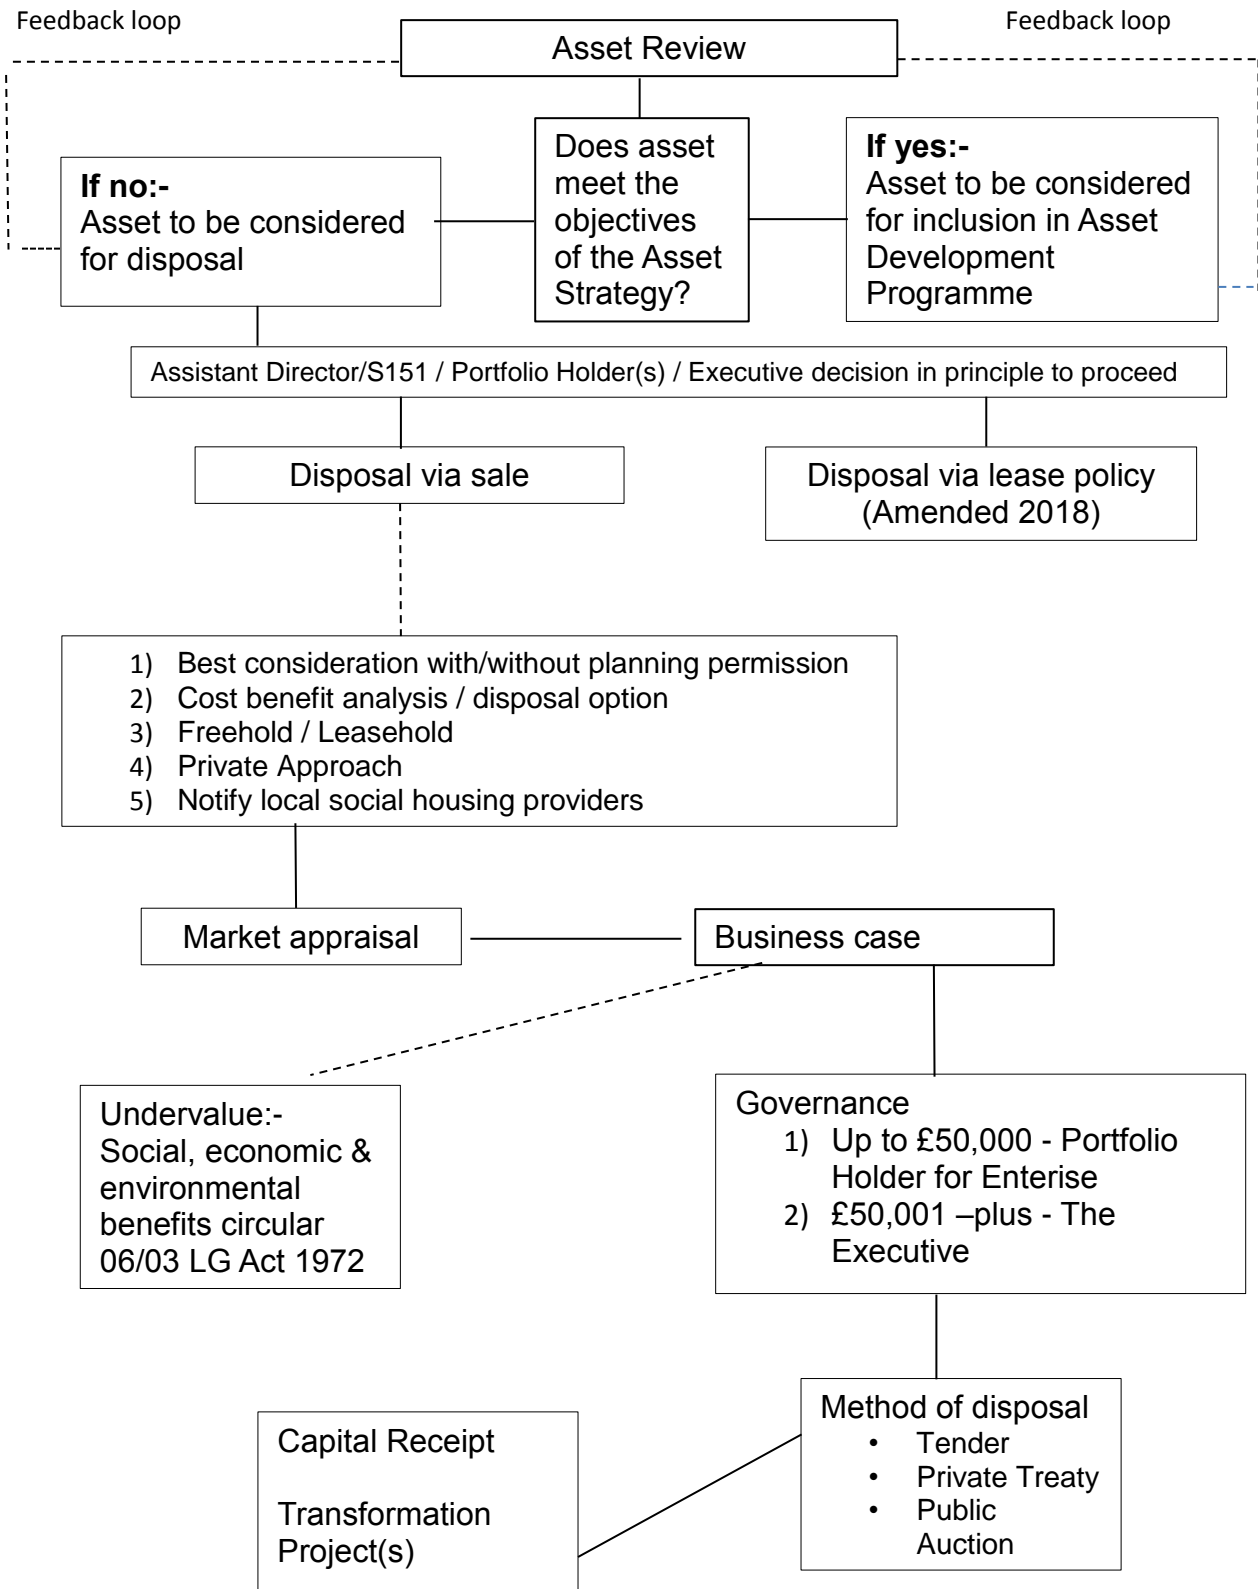 Feedback loop
Feedback loop
Asset Review
If no:-
Asset to be considered
for disposal
Does asset
meet the
objectives
of the Asset
Strategy?
If yes:-
Asset to be considered
for inclusion in Asset
Development
Programme
Assistant Director/S151 / Portfolio Holder(s) / Executive decision in principle to proceed
Disposal via sale
Disposal via lease policy
(Amended 2018)
1) Best consideration with/without planning permission
2) Cost benefit analysis / disposal option
3) Freehold / Leasehold
4) Private Approach
5) Notify local social housing providers
Market appraisal
Business case
Undervalue:-
Social, economic &
environmental
benefits circular
06/03 LG Act 1972
Governance
1) Up to £50,000 - Portfolio
Holder for Enterise
2) £50,001 –plus - The
Executive
Method of disposal
• Tender
• Private Treaty
• Public
Auction
Capital Receipt
Transformation
Project(s)